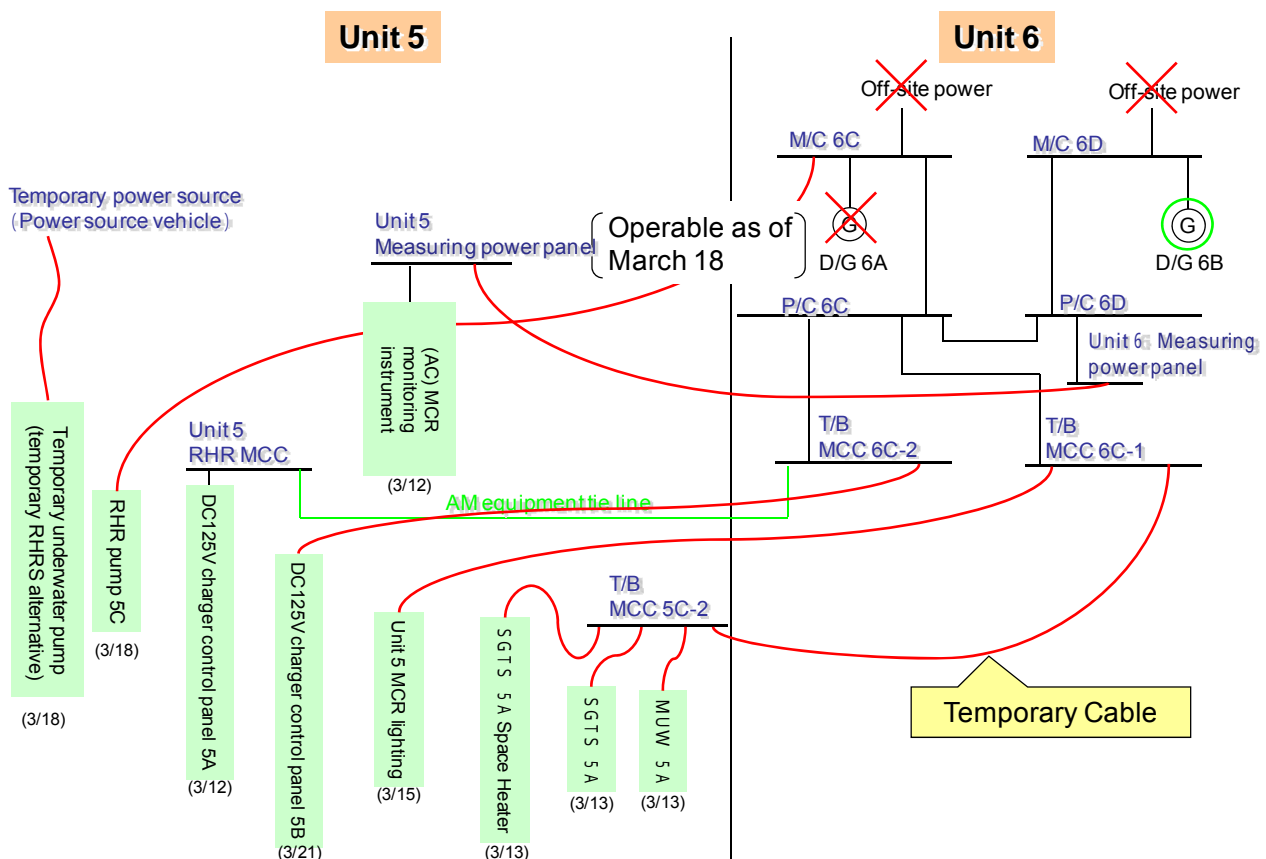 Unit 5
Unit 6
Off-site power
Off-site power
M/C 6C
M/C 6D
Temporary power source
(Power source vehicle)
Unit 5
Measuring power panel
Operable as of
March 18
G
D/G 6A
G
D/G 6B
P/C 6C
P/C 6D
Unit 6 Measuring
power panel
(AC) MCR
monitoring
instrument
(3/12)
Unit 5
RHR MCC
T/B
MCC 6C-2
T/B
MCC 6C-1
AM equipment tie line
Temporary underwater pump
(temporary RHRS alternative)
(3/18)
RHR pump 5C
(3/18)
DC125V charger control panel 5A
(3/12)
DC125V charger control panel 5B
(3/21)
Unit 5 MCR lighting
(3/15)
T/B
MCC 5C-2
SGTS 5A Space Heater
(3/13)
SGTS 5A
(3/13)
MUW 5A
(3/13)
Temporary Cable